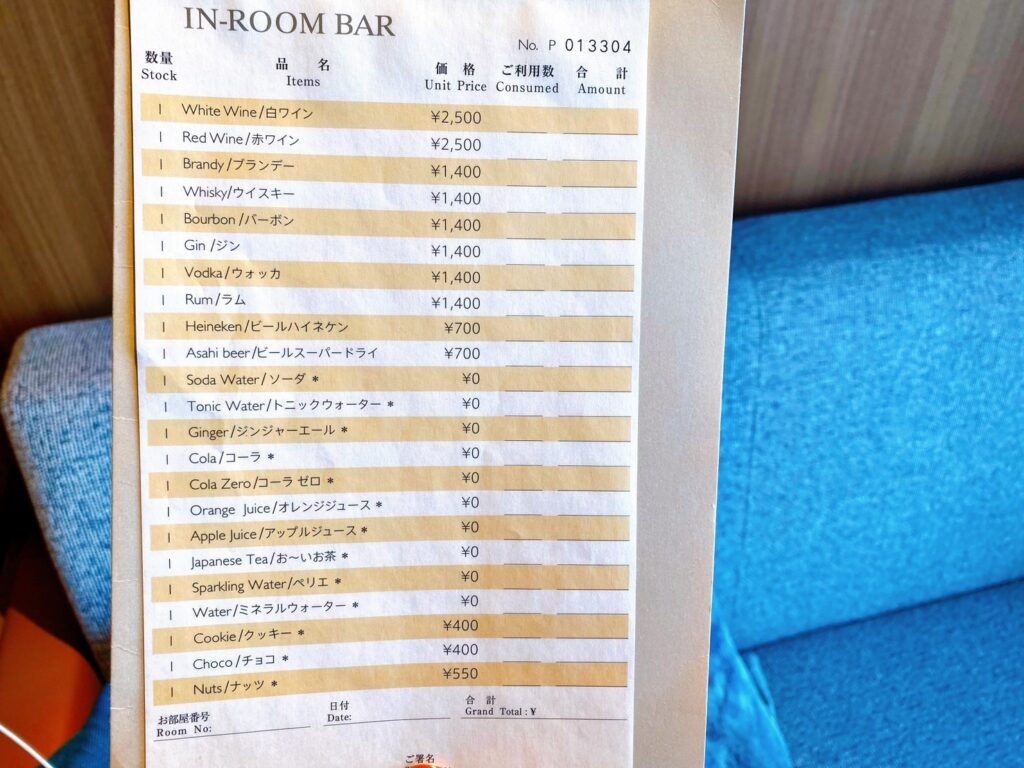 IN-ROOM BAR
No. P 013304
数量 品名 価格 ご利用数 合計
Stock Items Unit Price Consumed Amount
1 White Wine/白ワイン ¥2,500
1 Red Wine/赤ワイン ¥2,500
1 Brandy/ブランデー ¥1,400
1 Whisky/ウイスキー ¥1,400
1 Bourbon/バーボン ¥1,400
1 Gin/ジン ¥1,400
1 Vodka/ウォッカ ¥1,400
1 Rum/ラム ¥1,400
1 Heineken/ビールハイネケン ¥700
1 Asahi beer/ビールスーパードライ ¥700
1 Soda Water/ソーダ * ¥0
1 Tonic Water/トニックウォーター * ¥0
1 Ginger/ジンジャーエール * ¥0
1 Cola/コーラ * ¥0
1 Cola Zero/コーラ ゼロ * ¥0
1 Orange Juice/オレンジジュース * ¥0
1 Apple Juice/アップルジュース * ¥0
1 Japanese Tea/お〜いお茶 * ¥0
1 Sparkling Water/ペリエ * ¥0
1 Water/ミネラルウォーター * ¥0
1 Cookie/クッキー * ¥400
1 Choco/チョコ * ¥400
1 Nuts/ナッツ * ¥550
お部屋番号 日付 合計
Room No: Date: Grand Total:¥
ご署名